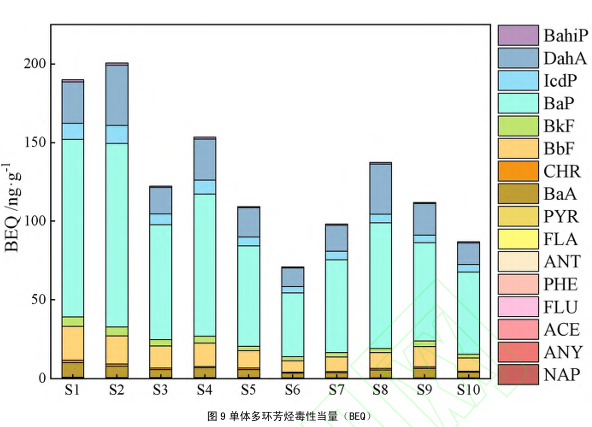 BEQ /ng·g⁻¹
200
150
100
50
0
S1 S2 S3 S4 S5 S6 S7 S8 S9 S10
BahiP
DahA
IcdP
BaP
BkF
BbF
CHR
BaA
PYR
FLA
ANT
PHE
FLU
ACE
ANY
NAP
图 9 单体多环芳烃毒性当量（BEQ）